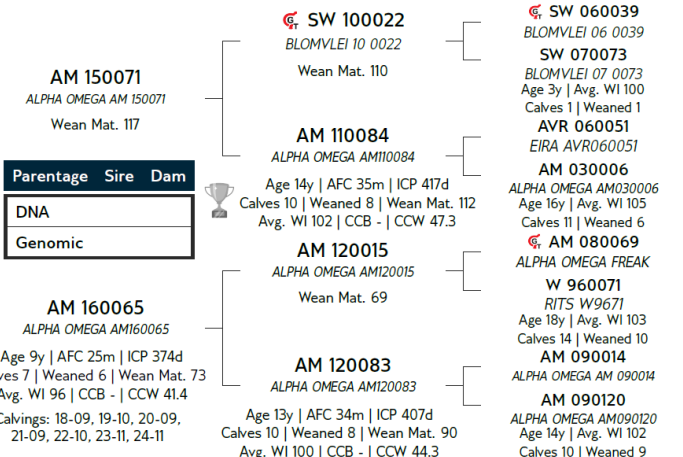 AM 150071
ALPHA OMEGA AM 150071
Wean Mat. 117
Parentage Sire Dam
DNA
Genomic
AM 160065
ALPHA OMEGA AM160065
Age 9y | AFC 25m | ICP 374d
ves 7 | Weaned 6 | Wean Mat. 73
Avg. WI 96 | CCB - | CCW 41.4
Calvings: 18-09, 19-10, 20-09,
21-09, 22-10, 23-11, 24-11
SW 100022
BLOMVLEI 10 0022
Wean Mat. 110
AM 110084
ALPHA OMEGA AM110084
Age 14y | AFC 35m | ICP 417d
Calves 10 | Weaned 8 | Wean Mat. 112
Avg. WI 102 | CCB - | CCW 47.3
AM 120015
ALPHA OMEGA AM120015
Wean Mat. 69
AM 120083
ALPHA OMEGA AM120083
Age 13y | AFC 34m | ICP 407d
Calves 10 | Weaned 8 | Wean Mat. 90
Avg. WI 100 | CCB - | CCW 44.3
SW 060039
BLOMVLEI 06 0039
SW 070073
BLOMVLEI 07 0073
Age 3y | Avg. WI 100
Calves 1 | Weaned 1
AVR 060051
EIRA AVR060051
AM 030006
ALPHA OMEGA AM030006
Age 16y | Avg. WI 105
Calves 11 | Weaned 6
AM 080069
ALPHA OMEGA FREAK
W 960071
RITS W9671
Age 18y | Avg. WI 103
Calves 14 | Weaned 10
AM 090014
ALPHA OMEGA AM 090014
AM 090120
ALPHA OMEGA AM090120
Age 14y | Avg. WI 102
Calves 10 | Weaned 9